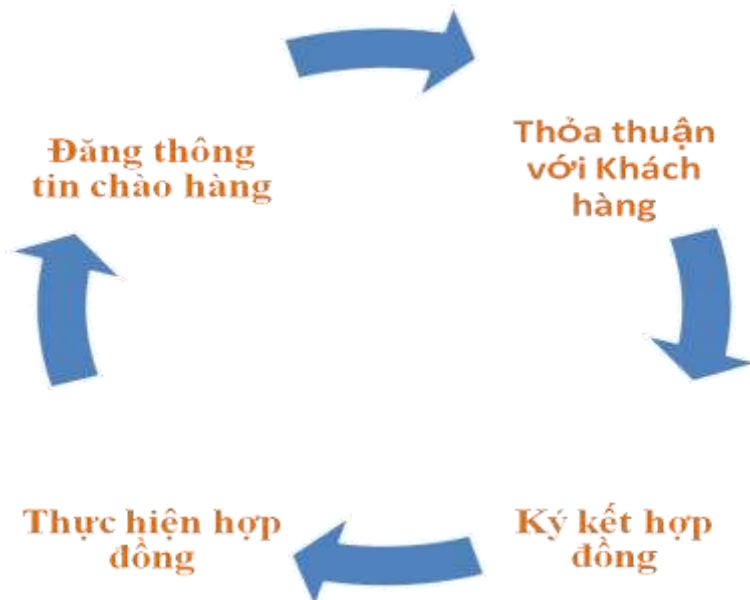 Đăng thông
tin chào hàng
Thỏa thuận
với Khách
hàng
Ký kết hợp
đồng
Thực hiện hợp
đồng